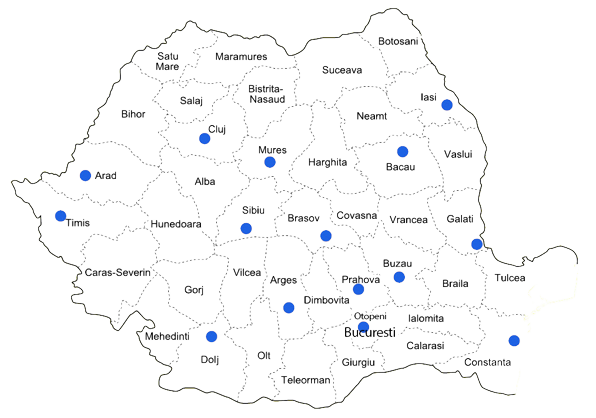 Botosani
Satu
Mare
Maramures
Suceava
Bistrita-
Nasaud
Salaj
Iasi
Bihor
Neamt
Cluj
Mures
Vaslui
Harghita
Bacau
Arad
Alba
Sibiu
Brasov
Covasna
Vrancea
Galati
Timis
Hunedoara
Buzau
Caras-Severin
Vilcea
Arges
Prahova
Tulcea
Braila
Gorj
Dimbovita
Otopeni
Ialomita
Bucuresti
Mehedinti
Calarasi
Dolj
Olt
Giurgiu
Constanta
Teleorman